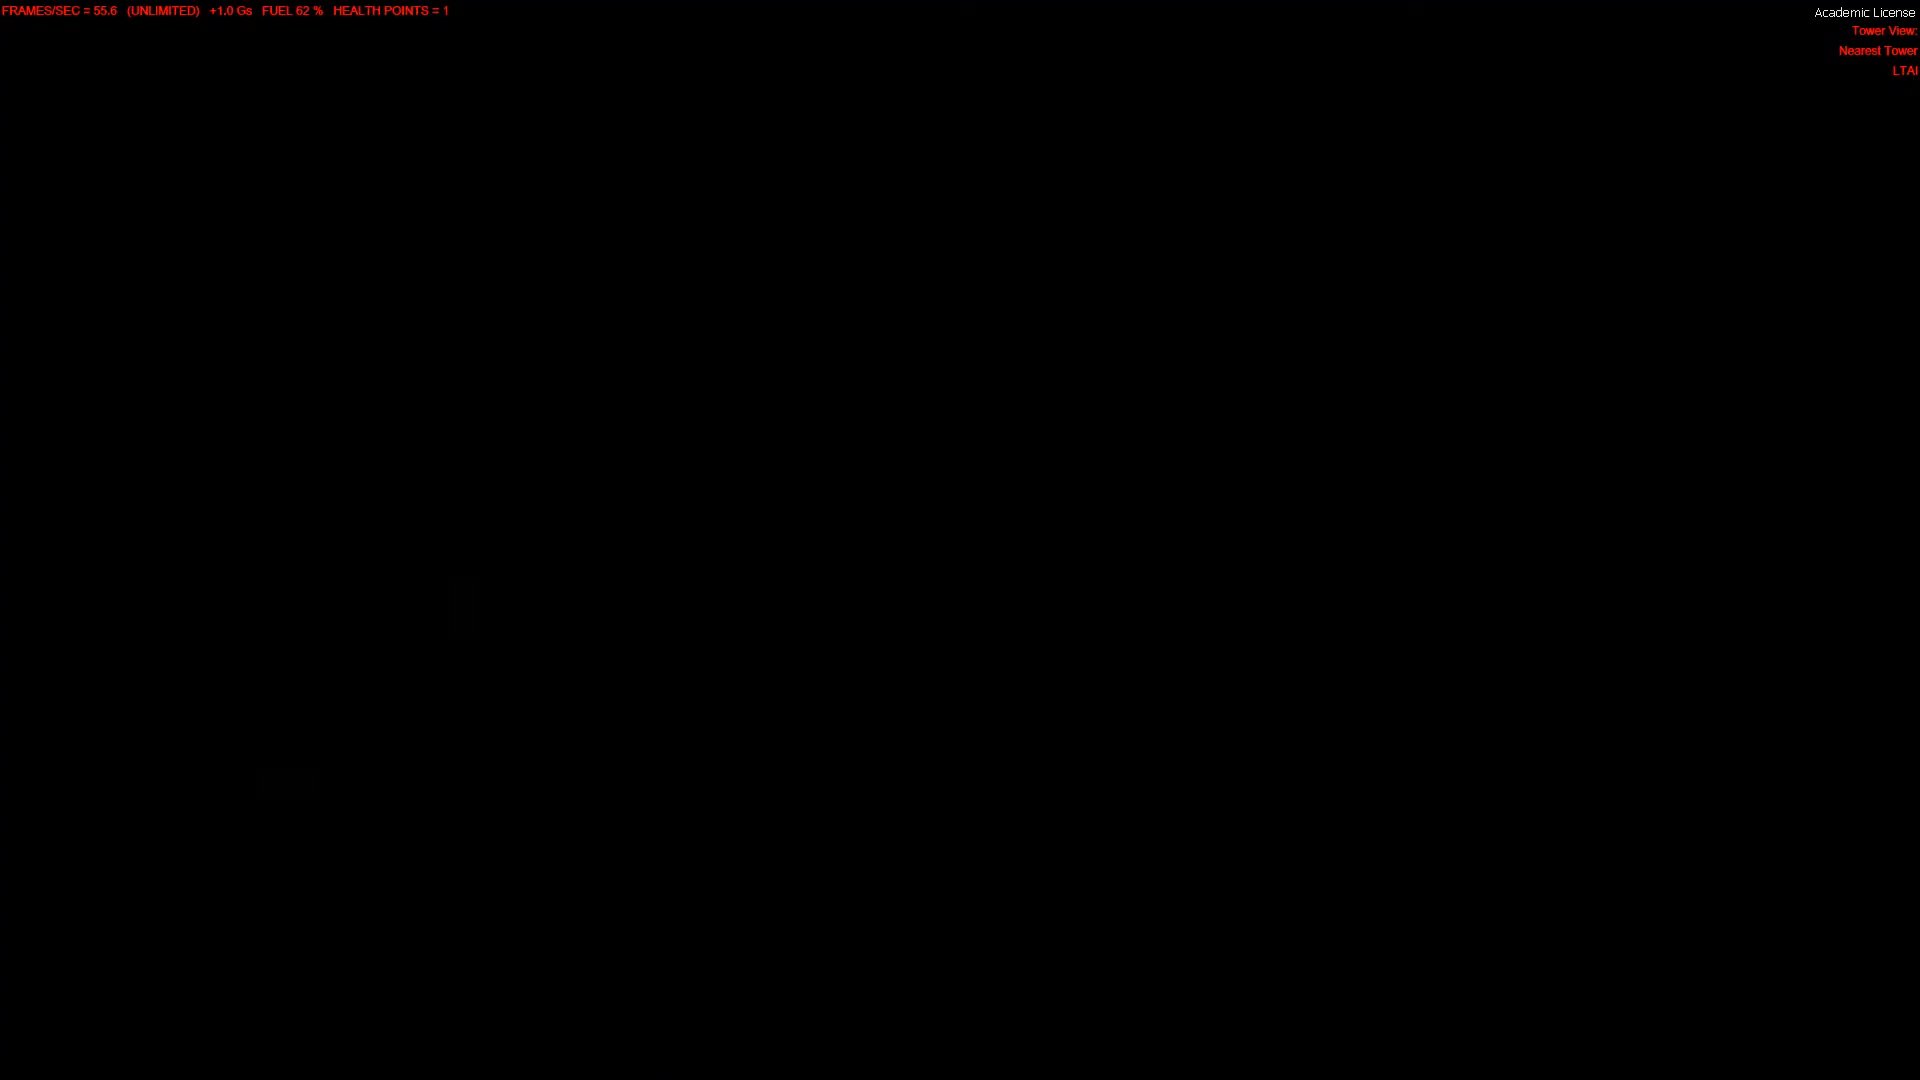 FRAMES/SEC = 55.6 (UNLIMITED) +1.0 Gs FUEL 62 % HEALTH POINTS = 1
Academic License
Tower View:
Nearest Tower
LTAI